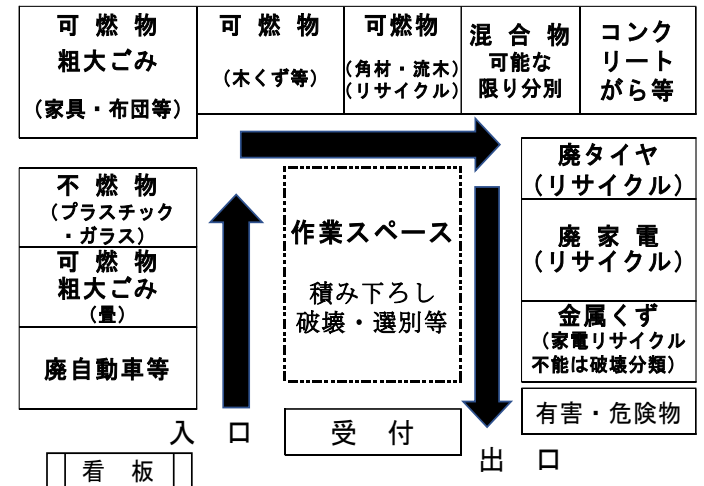 可 燃 物
粗大ごみ
（家具・布団等）
可 燃 物
（木くず等）
可燃物
（角材・流木）
（リサイクル）
混 合 物
可能な
限り分別
コンク
リート
がら等
不 燃 物
（プラスチック
・ガラス）
可 燃 物
粗大ごみ
（畳）
廃自動車等
作業スペース
積み下ろし
破壊・選別等
廃タイヤ
（リサイクル）
廃 家 電
（リサイクル）
金属くず
（家電リサイクル
不能は破壊分類）
有害・危険物
入 口
受 付
出 口
看 板